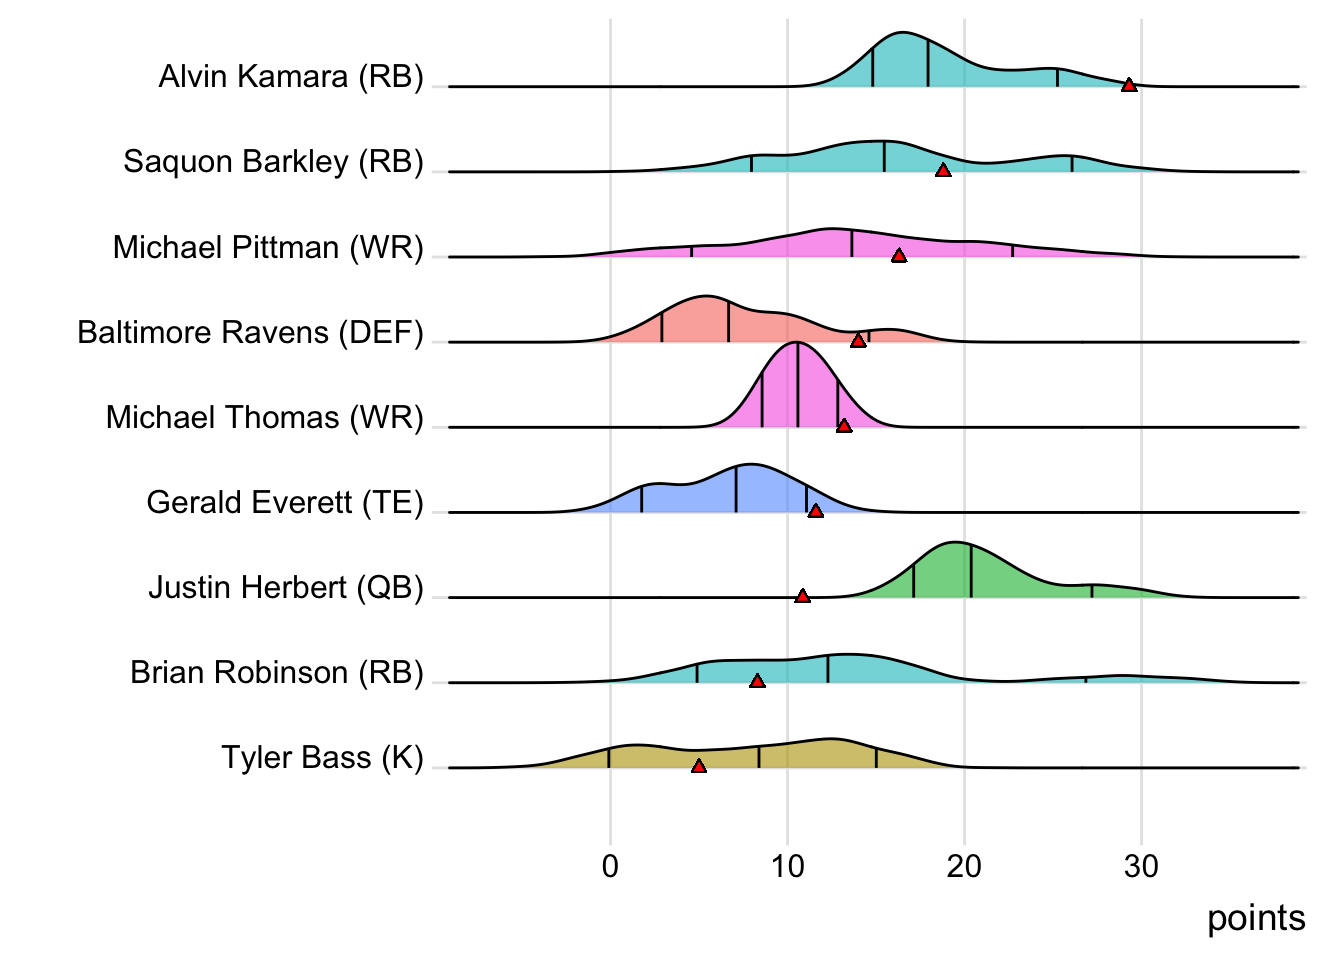 Alvin Kamara (RB)
Saquon Barkley (RB)
Michael Pittman (WR)
Baltimore Ravens (DEF)
Michael Thomas (WR)
Gerald Everett (TE)
Justin Herbert (QB)
Brian Robinson (RB)
Tyler Bass (K)
0 10 20 30
points